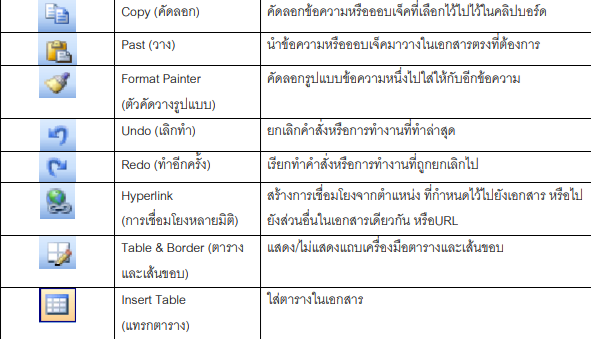 Copy (คัดลอก)
คัดลอกข้อความหรือออบเจ็คที่เลือกไว้ไปไว้ในคลิปบอร์ด
Past (วาง)
นำข้อความหรือออบเจ็คมาวางในเอกสารตรงที่ต้องการ
Format Painter
(ตัวคัดวางรูปแบบ)
คัดลอกรูปแบบข้อความหนึ่งไปใส่ให้กับอีกข้อความ
Undo (เลิกทำ)
ยกเลิกคำสั่งหรือการทำงานที่ทำล่าสุด
Redo (ทำอีกครั้ง)
เรียกทำคำสั่งหรือการทำงานที่ถูกยกเลิกไป
Hyperlink
(การเชื่อมโยงหลายมิติ)
สร้างการเชื่อมโยงจากตำแหน่ง ที่กำหนดไว้ไปยังเอกสาร หรือไป
ยังส่วนอื่นในเอกสารเดียวกัน หรือURL
Table & Border (ตาราง
และเส้นขอบ)
แสดง/ไม่แสดงแถบเครื่องมือตารางและเส้นขอบ
Insert Table
(แทรกตาราง)
ใส่ตารางในเอกสาร